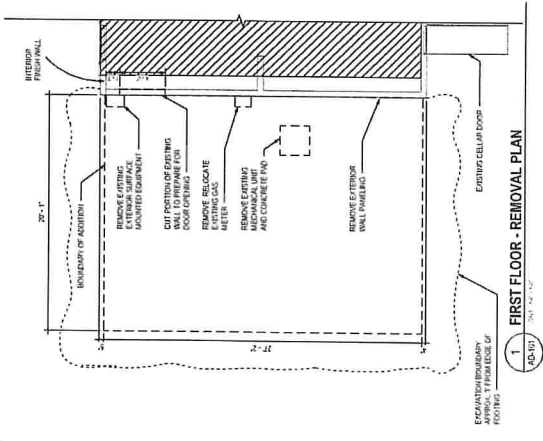 INTERIOR
FINISH WALL
20'-1"
BOUNDARY OF ADDITION
REMOVE EXISTING
EXTERIOR SURFACE
MOUNTED EQUIPMENT
CUT PORTION OF EXISTING
WALL TO PREPARE FOR
DOOR OPENING
REMOVE RELOCATE
EXISTING GAS
METER
REMOVE EXISTING
MECHANICAL UNIT
AND CONCRETE PAD
REMOVE EXTERIOR
WALL PANELING
EXISTING CELLAR DOOR
EXCAVATION BOUNDARY
APPROX. 1' FROM EDGE OF
FOOTING
1
AD-101
FIRST FLOOR - REMOVAL PLAN